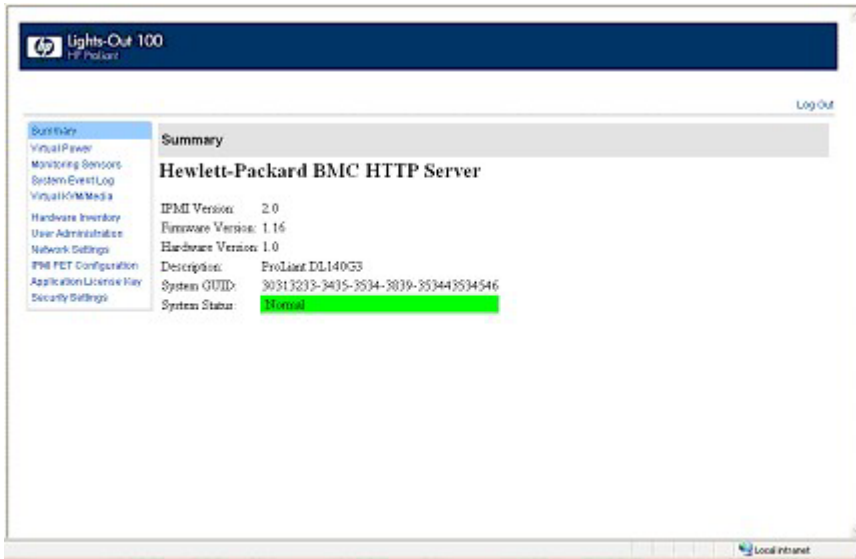 hp Lights-Out 100
HP ProLiant
Log Out
Summary
Virtual Power
Monitoring Sensors
System Event Log
Virtual KVM/Media
Hardware Inventory
User Administration
Network Settings
IPMI PET Configuration
Application License Key
Security Settings
Summary
Hewlett-Packard BMC HTTP Server
IPMI Version: 2.0
Firmware Version: 1.16
Hardware Version: 1.0
Description: ProLiant DL140G3
System GUID: 30313233-3435-3534-3839-353443534546
System Status: Normal
Local intranet